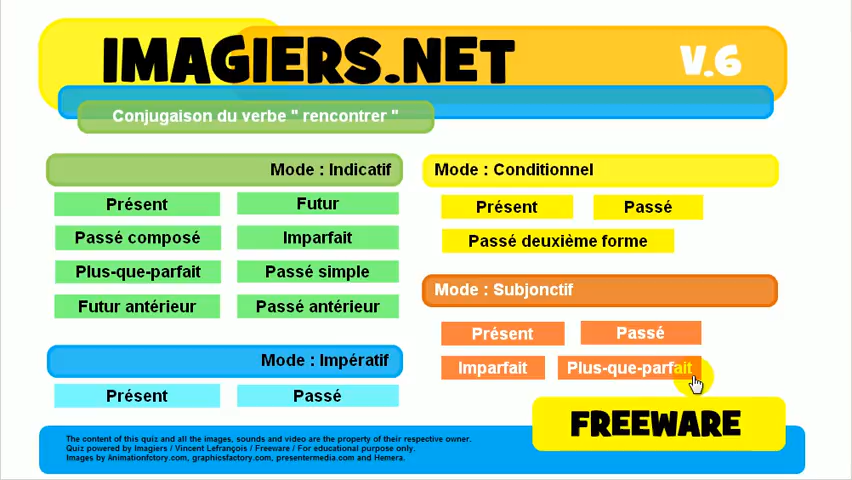 IMAGIERS.NET
V.6
Conjugaison du verbe " rencontrer "
Mode : Indicatif
Présent
Futur
Passé composé
Imparfait
Plus-que-parfait
Passé simple
Futur antérieur
Passé antérieur
Mode : Impératif
Présent
Passé
Mode : Conditionnel
Présent
Passé
Passé deuxième forme
Mode : Subjonctif
Présent
Passé
Imparfait
Plus-que-parfait
FREEWARE
The content of this quiz and all the images, sounds and video are the property of their respective owner.
Quiz powered by Imagiers / Vincent Lefrançois / Freeware / For educational purpose only.
Images by Animationfctory.com, graphicsfactory.com, presentermedia.com and Hemera.